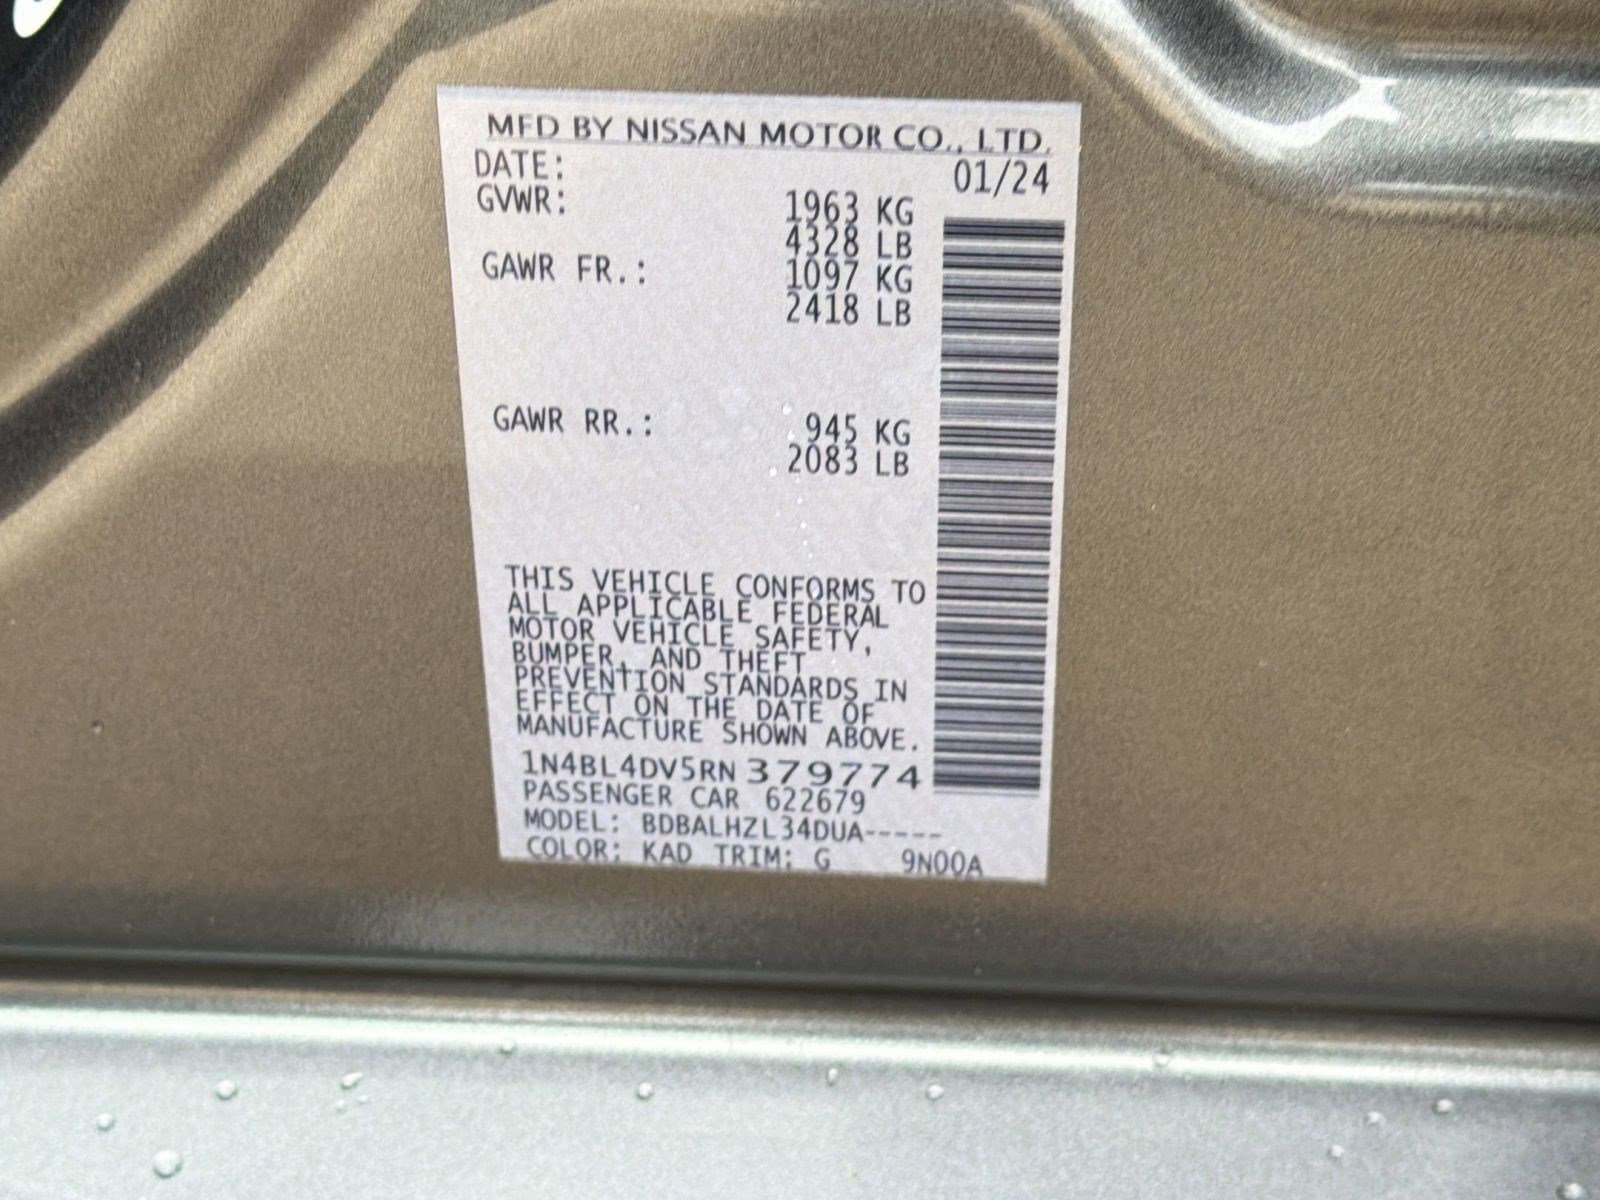 MFD BY NISSAN MOTOR CO., LTD.
DATE: 01/24
GVWR: 1963 KG
4328 LB
GAWR FR.: 1097 KG
2418 LB
GAWR RR.: 945 KG
2083 LB
THIS VEHICLE CONFORMS TO
ALL APPLICABLE FEDERAL
MOTOR VEHICLE SAFETY,
BUMPER, AND THEFT
PREVENTION STANDARDS IN
EFFECT ON THE DATE OF
MANUFACTURE SHOWN ABOVE.
1N4BL4DV5RN379774
PASSENGER CAR 622679
MODEL: BDBALHZL34DUA-----
COLOR: KAD TRIM: G 9N00A